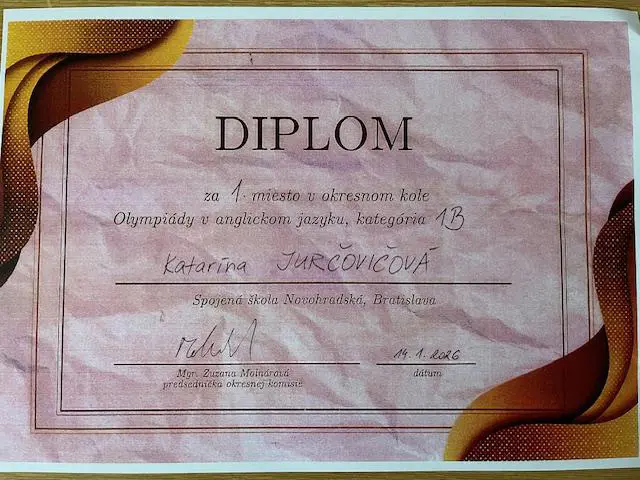 DIPLOM
za 1. miesto v okresnom kole
Olympiády v anglickom jazyku, kategória 1B
Katarína JURČOVIČOVÁ
Spojená škola Novohradská, Bratislava
Mgr. Zuzana Molnárová
predsedníčka okresnej komisie
14.1.2026
dátum